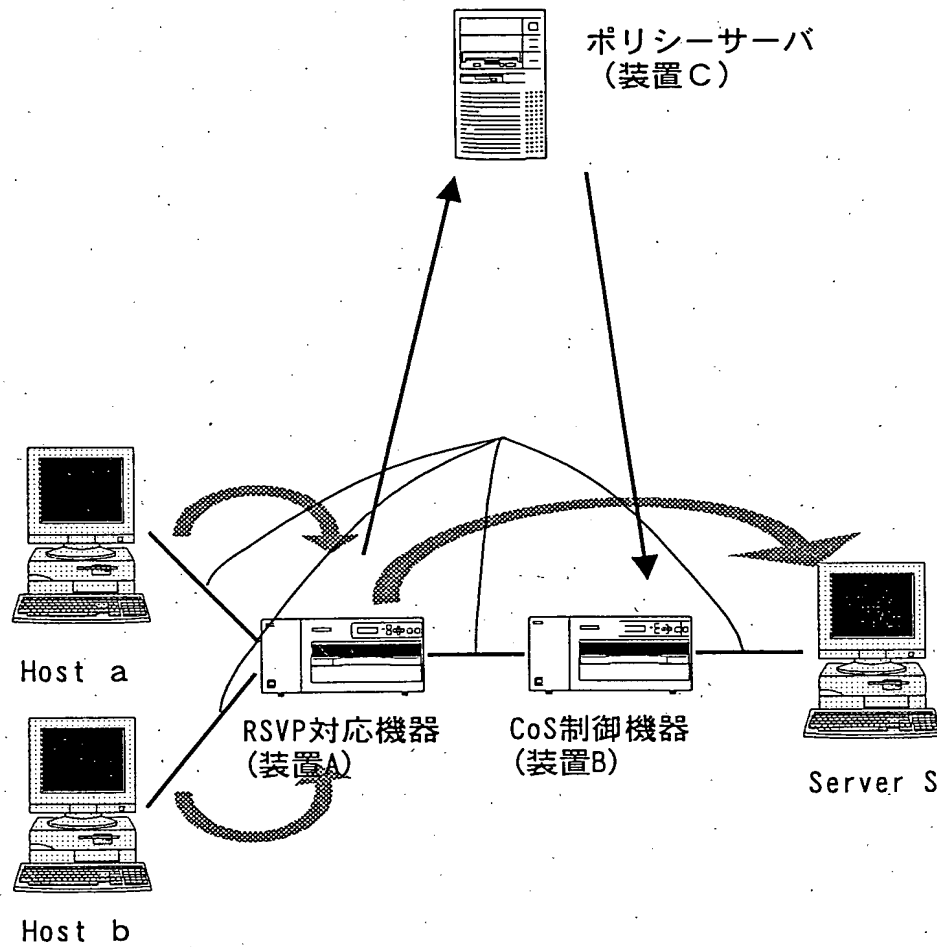 ポリシーサーバ
(装置C)
Host a
RSVP対応機器
(装置A)
CoS制御機器
(装置B)
Server S
Host b